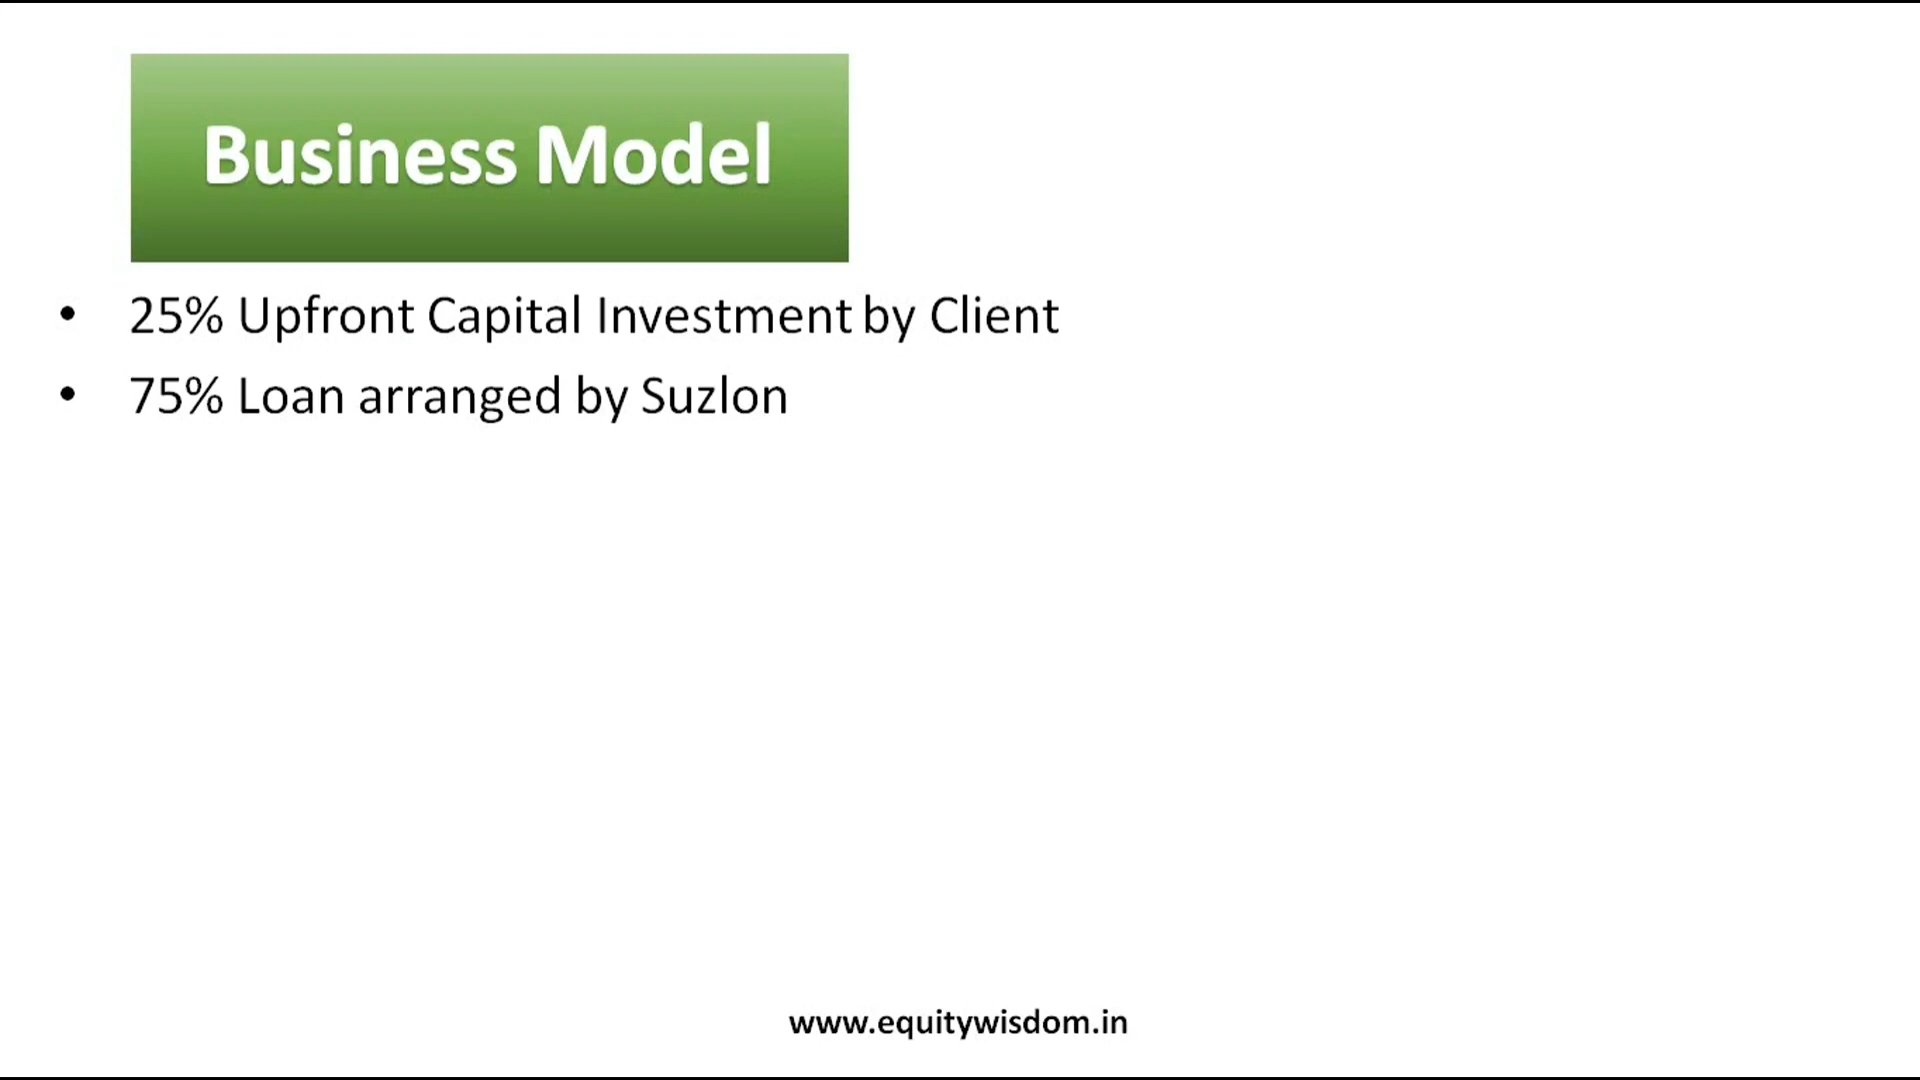 Business Model
• 25% Upfront Capital Investment by Client
• 75% Loan arranged by Suzlon
www.equitywisdom.in